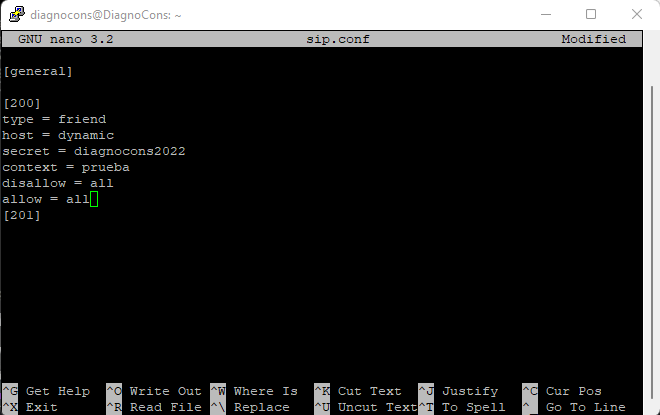 diagnocons@DiagnoCons: ~
GNU nano 3.2 sip.conf Modified
[general]
[200]
type = friend
host = dynamic
secret = diagnocons2022
context = prueba
disallow = all
allow = all
[201]
^G Get Help ^O Write Out ^W Where Is ^K Cut Text ^J Justify ^C Cur Pos
^X Exit ^R Read File ^\ Replace ^U Uncut Text ^T To Spell ^_ Go To Line